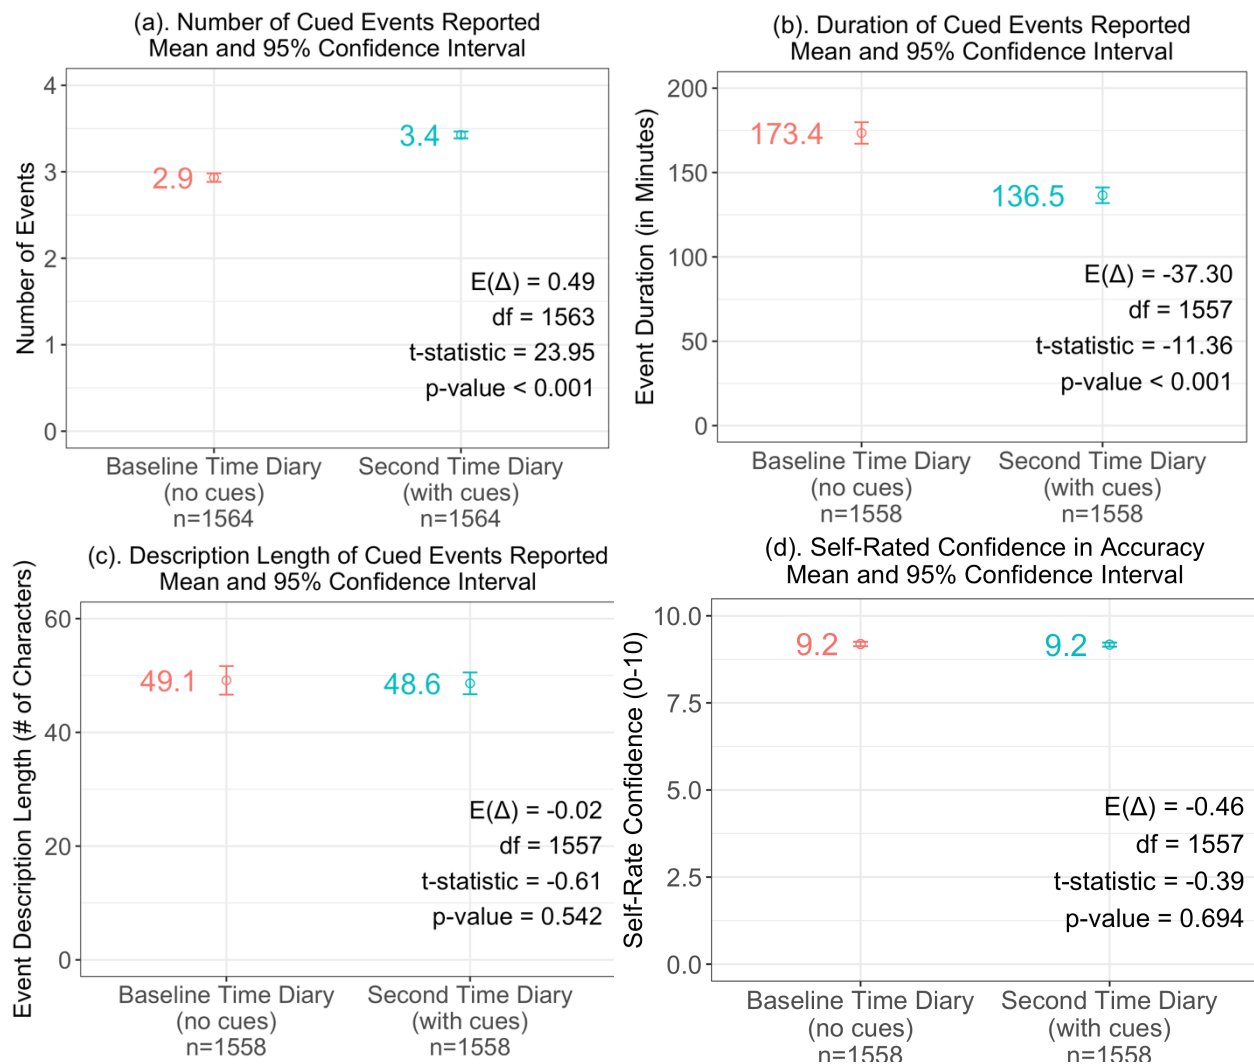 (a). Number of Cued Events Reported
Mean and 95% Confidence Interval
Number of Events
4
3
2
1
0
2.9
3.4
E(Δ) = 0.49
df = 1563
t-statistic = 23.95
p-value < 0.001
Baseline Time Diary
(no cues)
n=1564
Second Time Diary
(with cues)
n=1564
(b). Duration of Cued Events Reported
Mean and 95% Confidence Interval
Event Duration (in Minutes)
200
150
100
50
0
173.4
136.5
E(Δ) = -37.30
df = 1557
t-statistic = -11.36
p-value < 0.001
Baseline Time Diary
(no cues)
n=1558
Second Time Diary
(with cues)
n=1558
(c). Description Length of Cued Events Reported
Mean and 95% Confidence Interval
Event Description Length (# of Characters)
60
40
20
0
49.1
48.6
E(Δ) = -0.02
df = 1557
t-statistic = -0.61
p-value = 0.542
Baseline Time Diary
(no cues)
n=1558
Second Time Diary
(with cues)
n=1558
(d). Self-Rated Confidence in Accuracy
Mean and 95% Confidence Interval
Self-Rate Confidence (0-10)
10.0
7.5
5.0
2.5
0.0
9.2
9.2
E(Δ) = -0.46
df = 1557
t-statistic = -0.39
p-value = 0.694
Baseline Time Diary
(no cues)
n=1558
Second Time Diary
(with cues)
n=1558